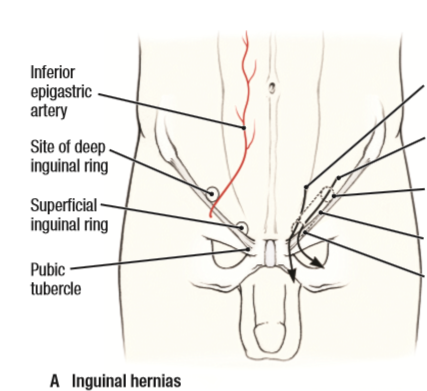 Inferior
epigastric
artery
Site of deep
inguinal ring
Superficial
inguinal ring
Pubic
tubercle
A Inguinal hernias